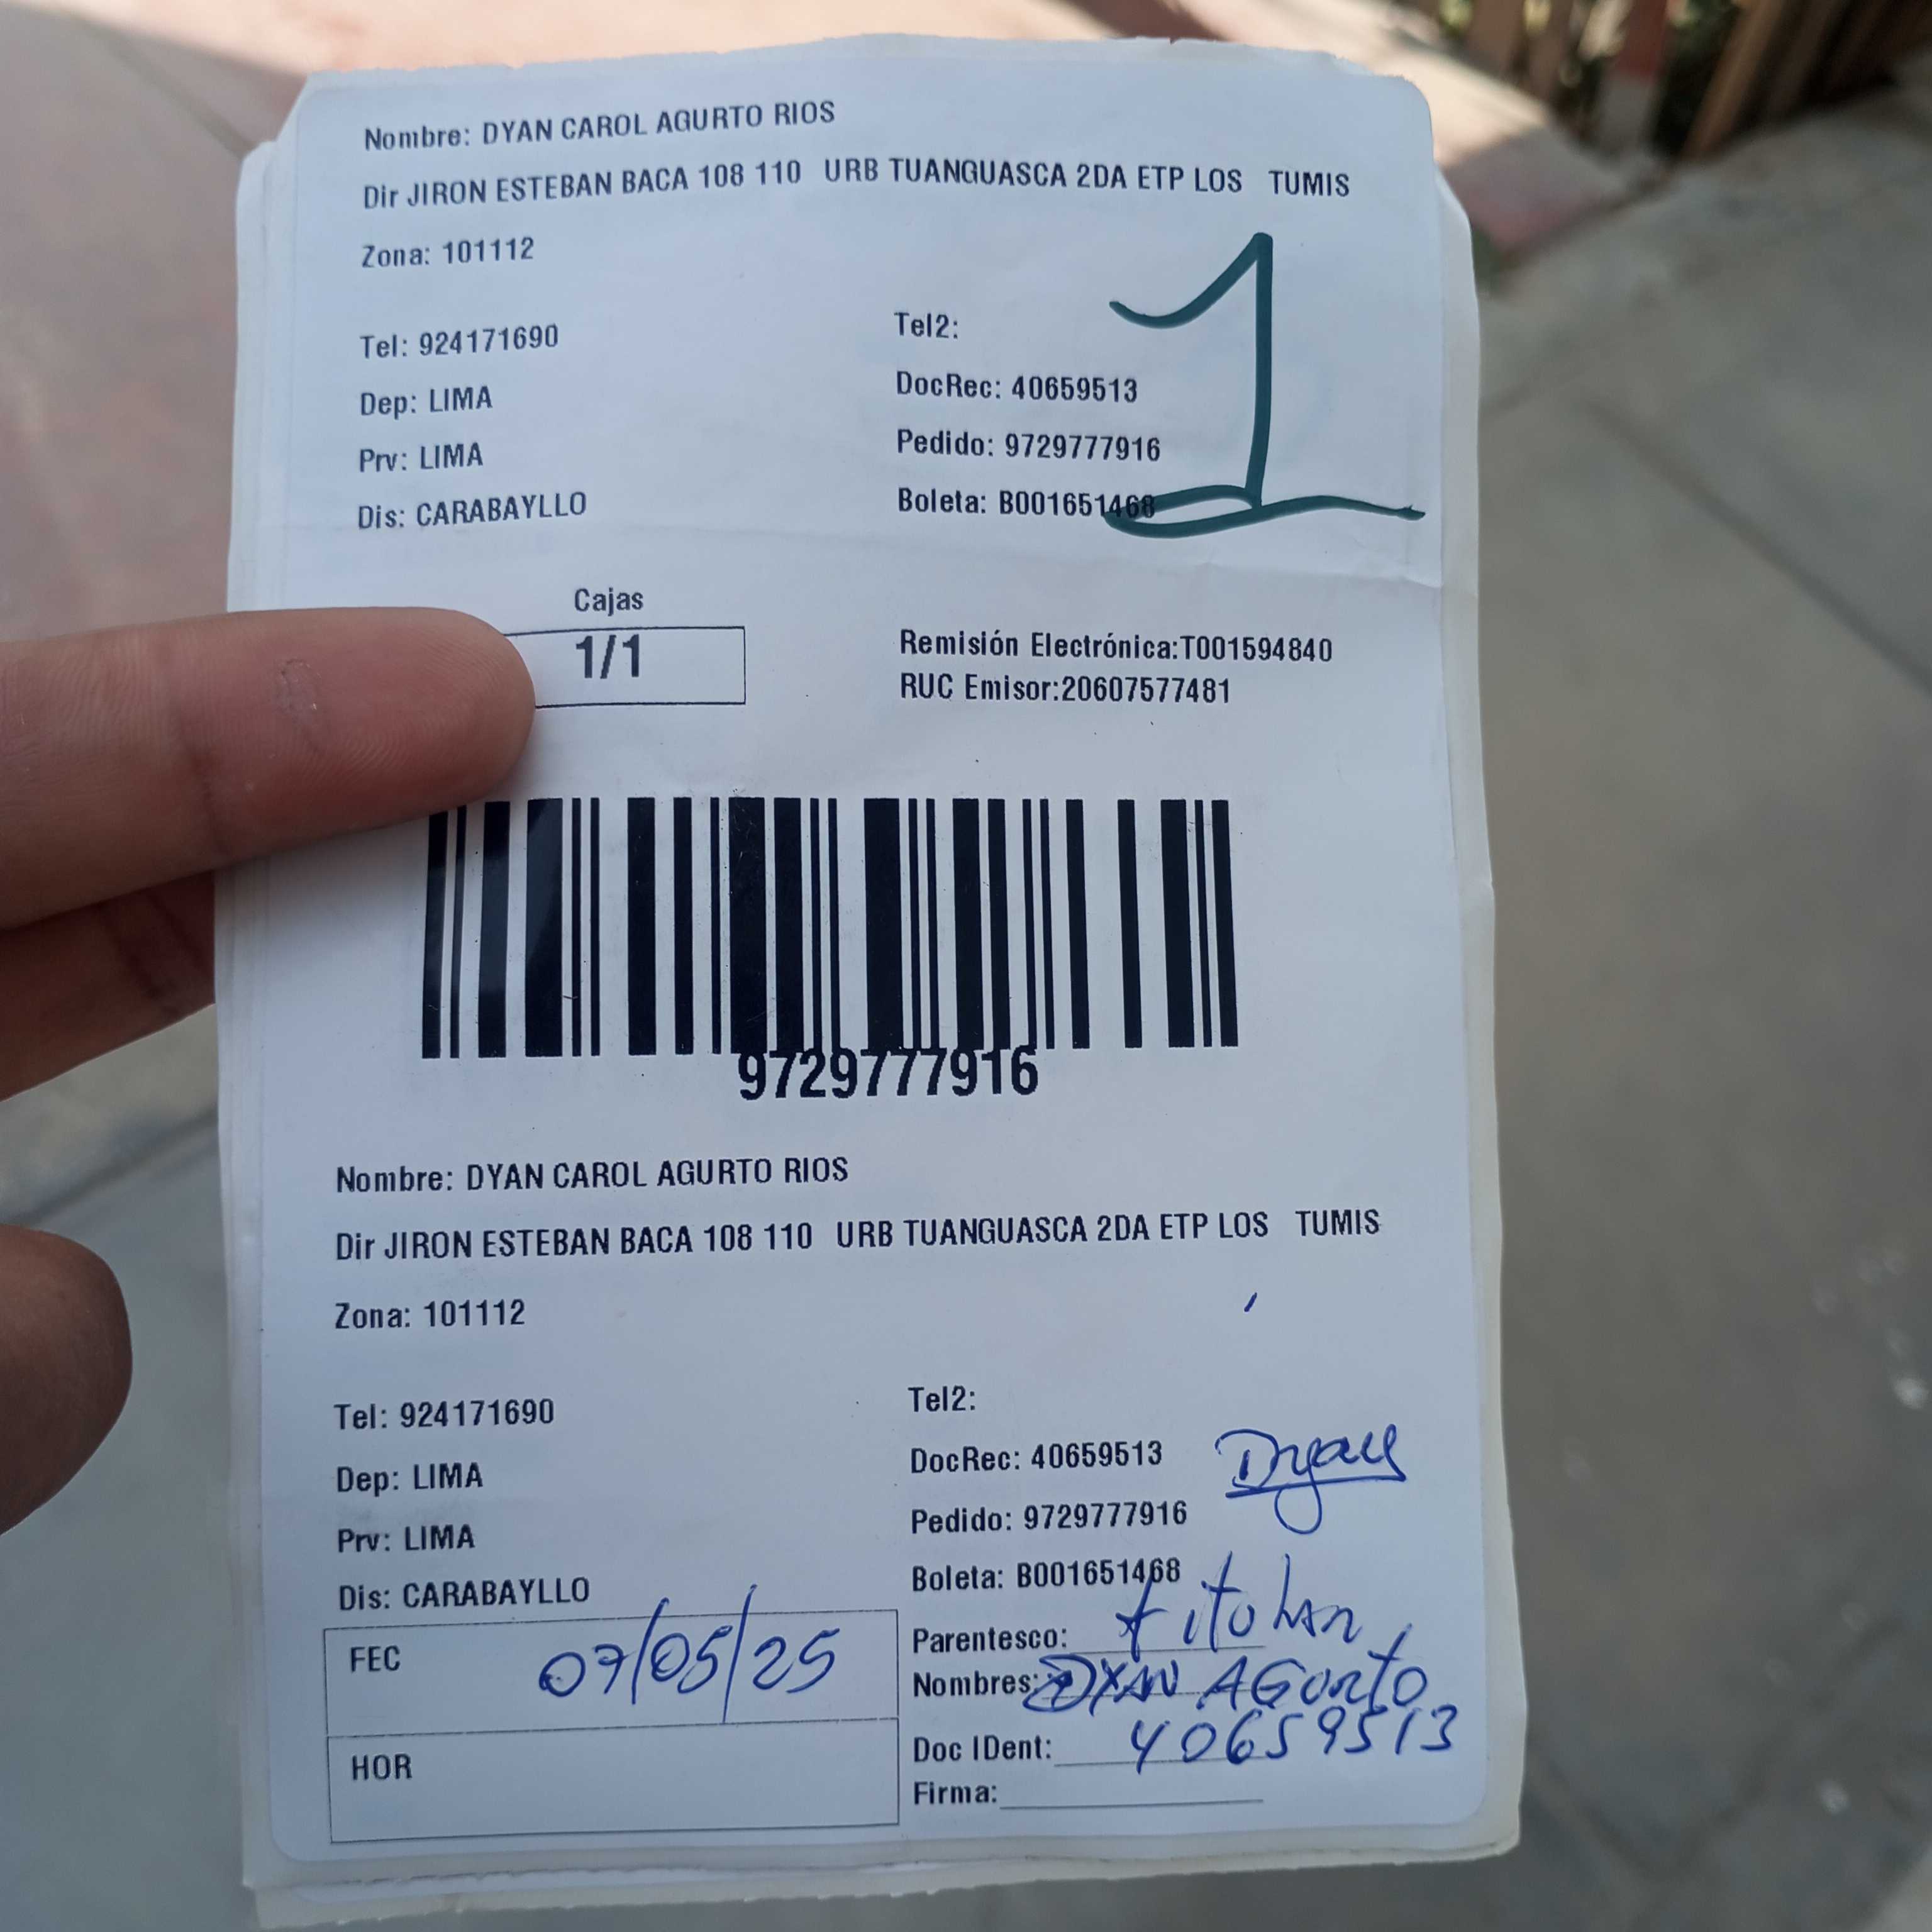 Nombre: DYAN CAROL AGURTO RIOS
Dir JIRON ESTEBAN BACA 108 110 URB TUANGUASCA 2DA ETP LOS TUMIS
Zona: 101112
1
Tel: 924171690
Tel2:
Dep: LIMA
DocRec: 40659513
Prv: LIMA
Pedido: 9729777916
Dis: CARABAYLLO
Boleta: B001651468
Cajas
1/1
Remisión Electrónica:T001594840
RUC Emisor:20607577481
9729777916
Nombre: DYAN CAROL AGURTO RIOS
Dir JIRON ESTEBAN BACA 108 110 URB TUANGUASCA 2DA ETP LOS TUMIS
Zona: 101112
Tel: 924171690
Tel2:
Dep: LIMA
DocRec: 40659513
Dyan
Prv: LIMA
Pedido: 9729777916
Dis: CARABAYLLO
Boleta: B001651468
FEC 07/05/25
HOR
Parentesco:
Nombres: DYAN AGURTO
Doc IDent: 40659513
Firma: